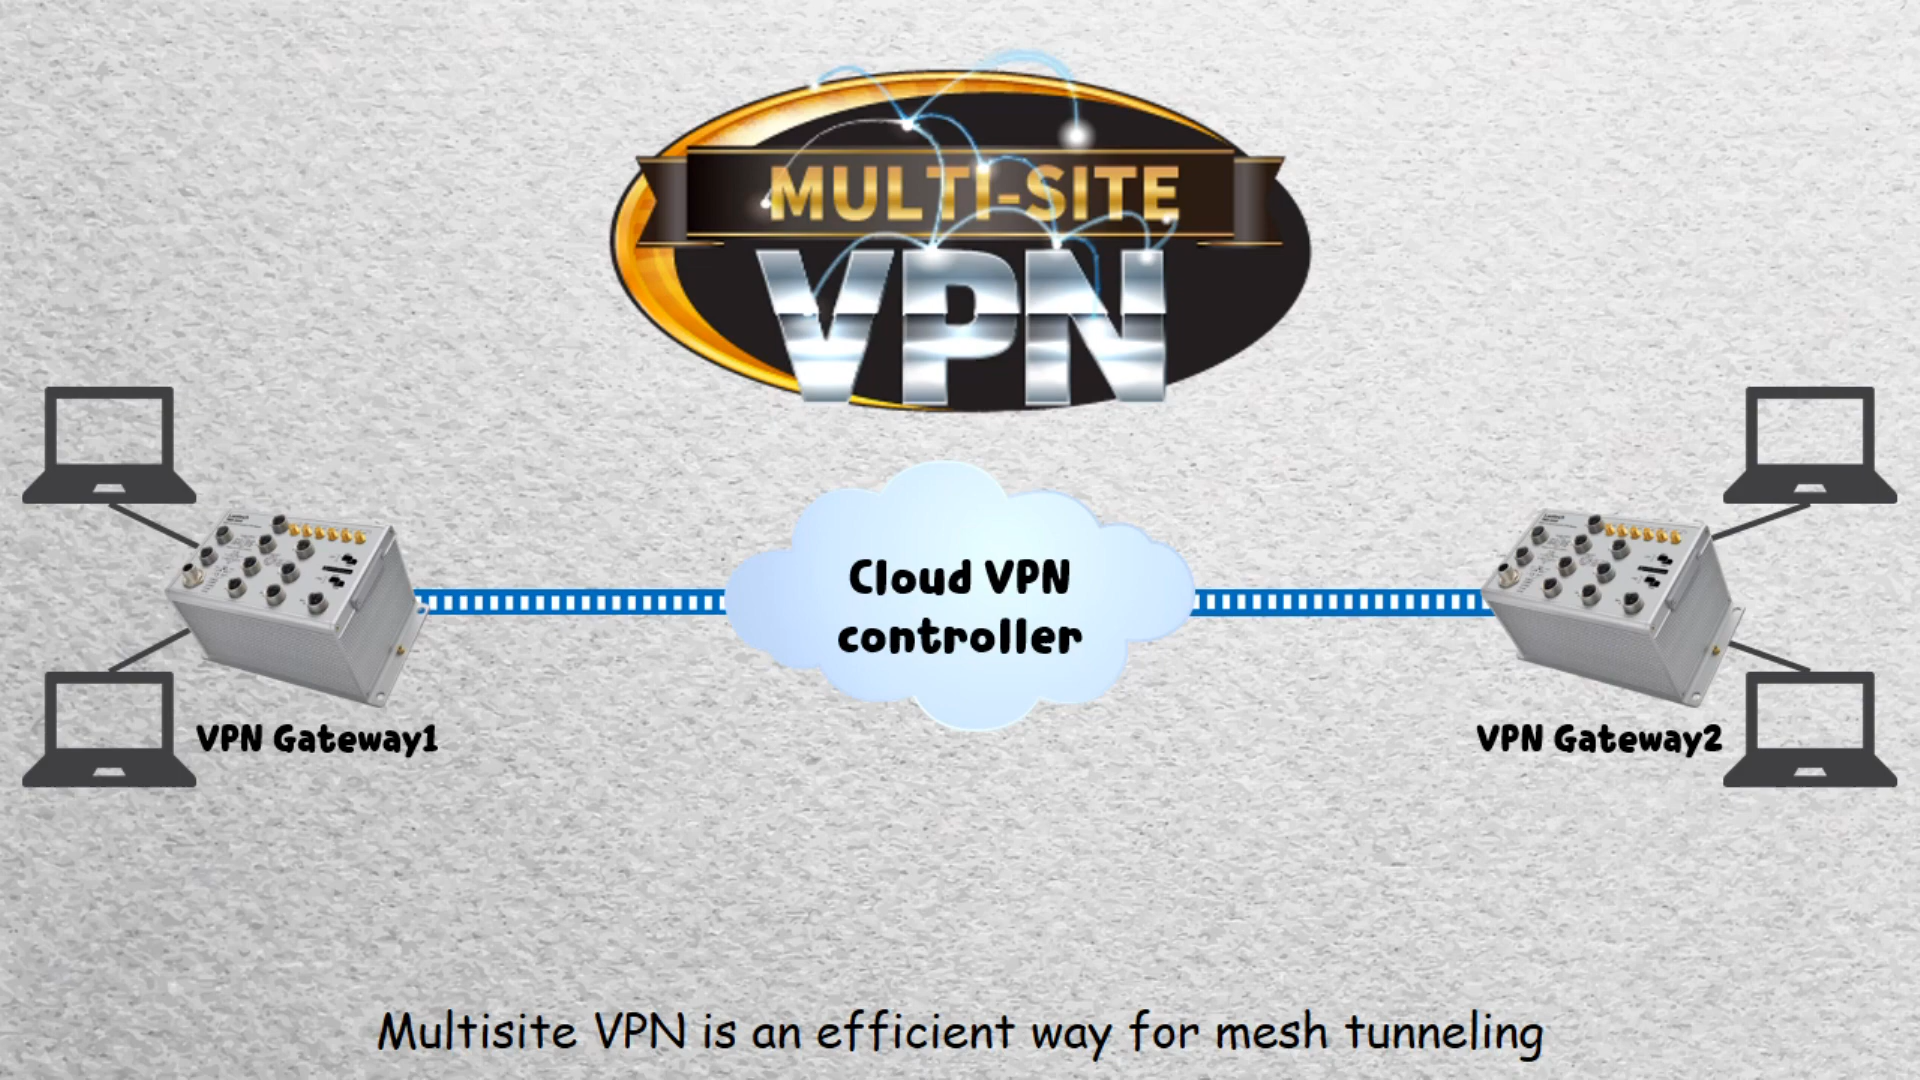 MULTI-SITE
VPN
Cloud VPN
controller
VPN Gateway1
VPN Gateway2
Multisite VPN is an efficient way for mesh tunneling